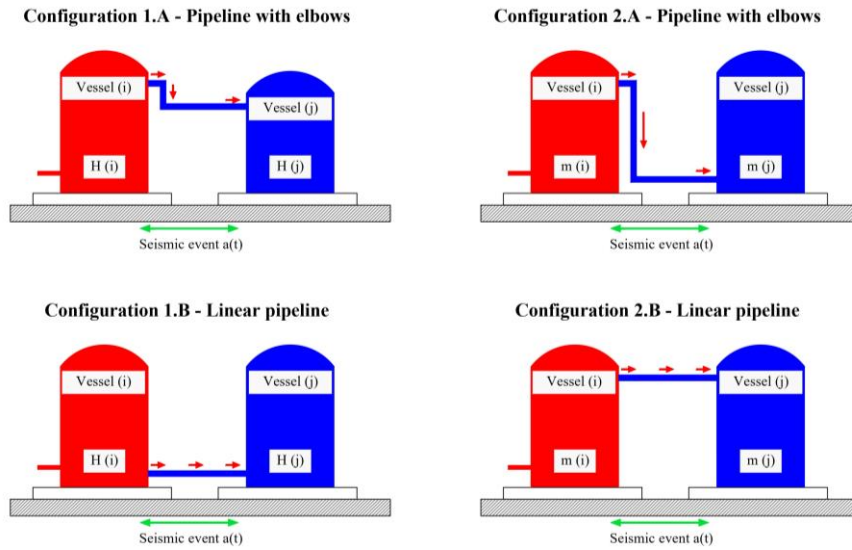 Configuration 1.A - Pipeline with elbows
Vessel (i)
Vessel (j)
H (i)
H (j)
Seismic event a(t)
Configuration 2.A - Pipeline with elbows
Vessel (i)
Vessel (j)
m (i)
m (j)
Seismic event a(t)
Configuration 1.B - Linear pipeline
Vessel (i)
Vessel (j)
H (i)
H (j)
Seismic event a(t)
Configuration 2.B - Linear pipeline
Vessel (i)
Vessel (j)
m (i)
m (j)
Seismic event a(t)